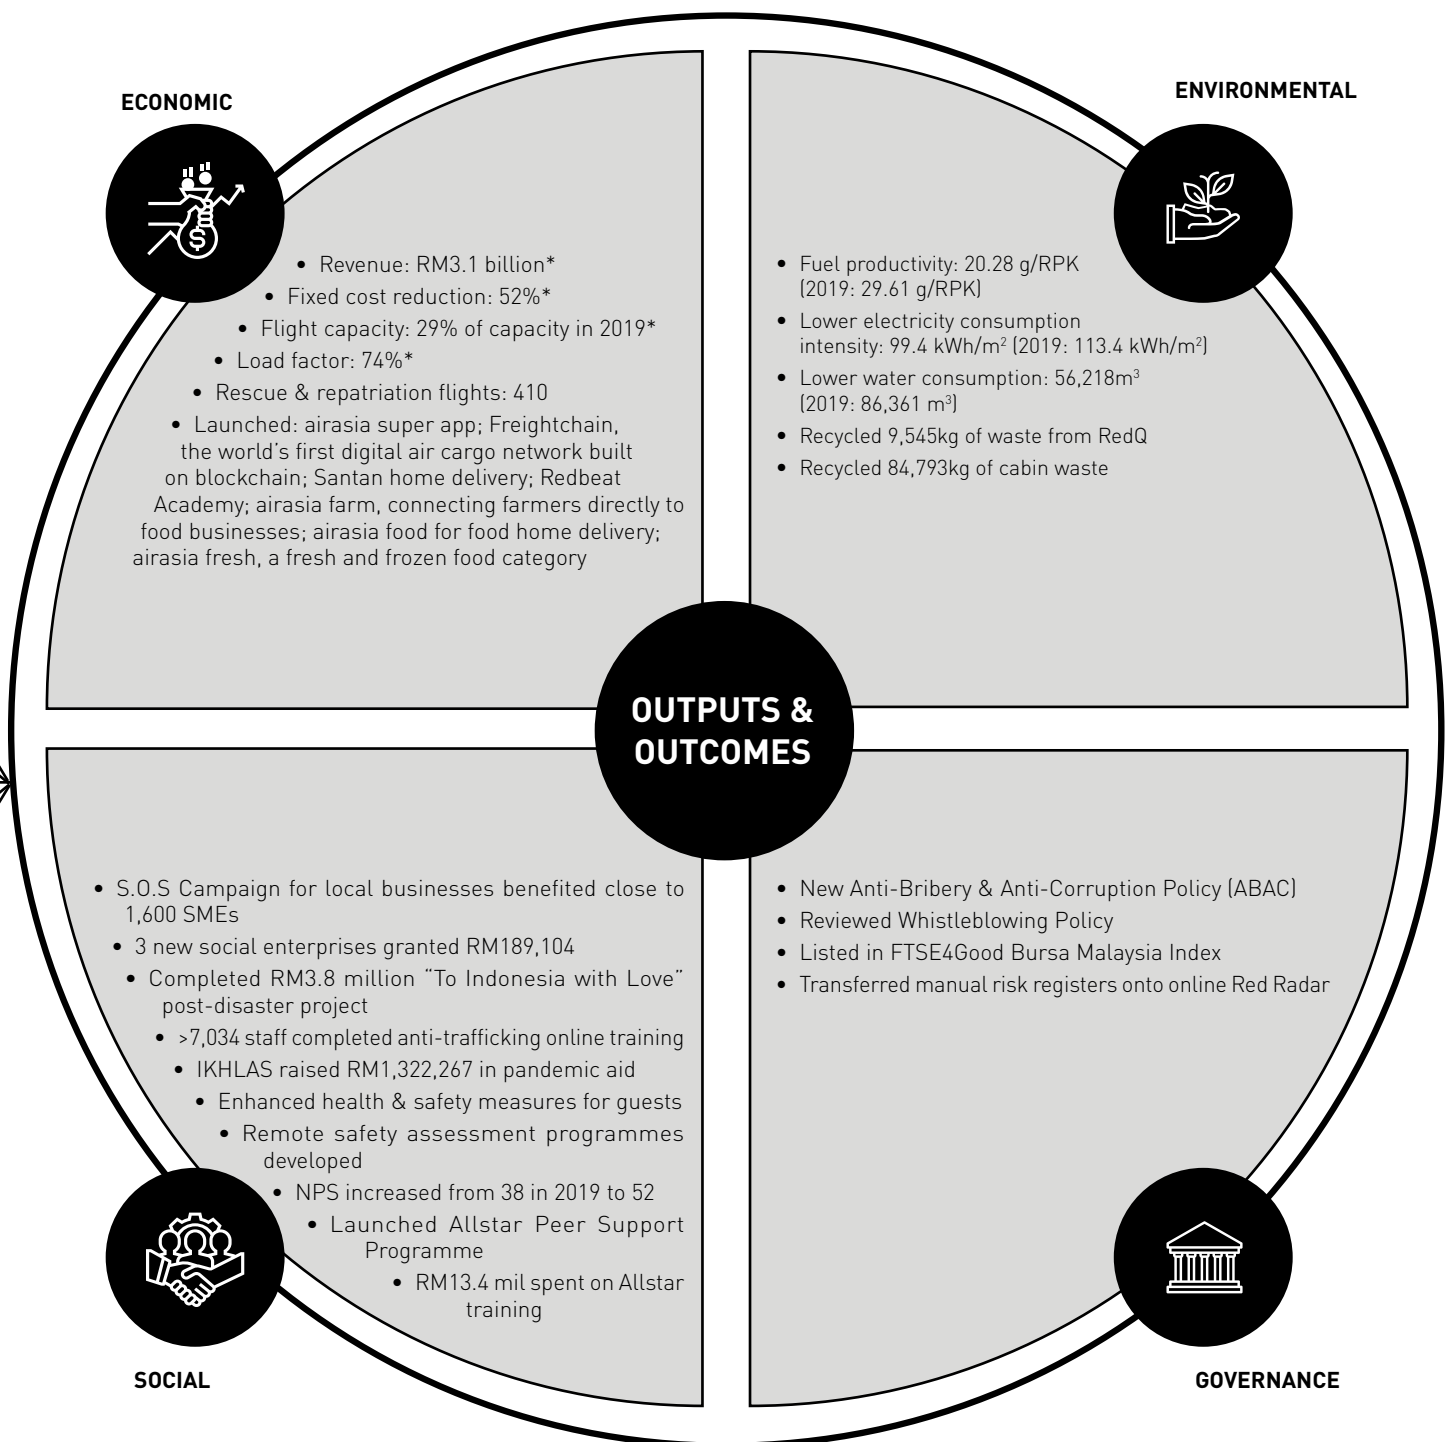 ECONOMIC
• Revenue: RM3.1 billion*
• Fixed cost reduction: 52%*
• Flight capacity: 29% of capacity in 2019*
• Load factor: 74%*
• Rescue & repatriation flights: 410
• Launched: airasia super app; Freightchain,
the world's first digital air cargo network built
on blockchain; Santan home delivery; Redbeat
Academy; airasia farm, connecting farmers directly to
food businesses; airasia food for food home delivery;
airasia fresh, a fresh and frozen food category
ENVIRONMENTAL
• Fuel productivity: 20.28 g/RPK
(2019: 29.61 g/RPK)
• Lower electricity consumption
intensity: 99.4 kWh/m² (2019: 113.4 kWh/m²)
• Lower water consumption: 56,218m³
(2019: 86,361 m³)
• Recycled 9,545kg of waste from RedQ
• Recycled 84,793kg of cabin waste
OUTPUTS &
OUTCOMES
• S.O.S Campaign for local businesses benefited close to
1,600 SMEs
• 3 new social enterprises granted RM189,104
• Completed RM3.8 million “To Indonesia with Love”
post-disaster project
• >7,034 staff completed anti-trafficking online training
• IKHLAS raised RM1,322,267 in pandemic aid
• Enhanced health & safety measures for guests
• Remote safety assessment programmes
developed
• NPS increased from 38 in 2019 to 52
• Launched Allstar Peer Support
Programme
• RM13.4 mil spent on Allstar
training
SOCIAL
• New Anti-Bribery & Anti-Corruption Policy (ABAC)
• Reviewed Whistleblowing Policy
• Listed in FTSE4Good Bursa Malaysia Index
• Transferred manual risk registers onto online Red Radar
GOVERNANCE